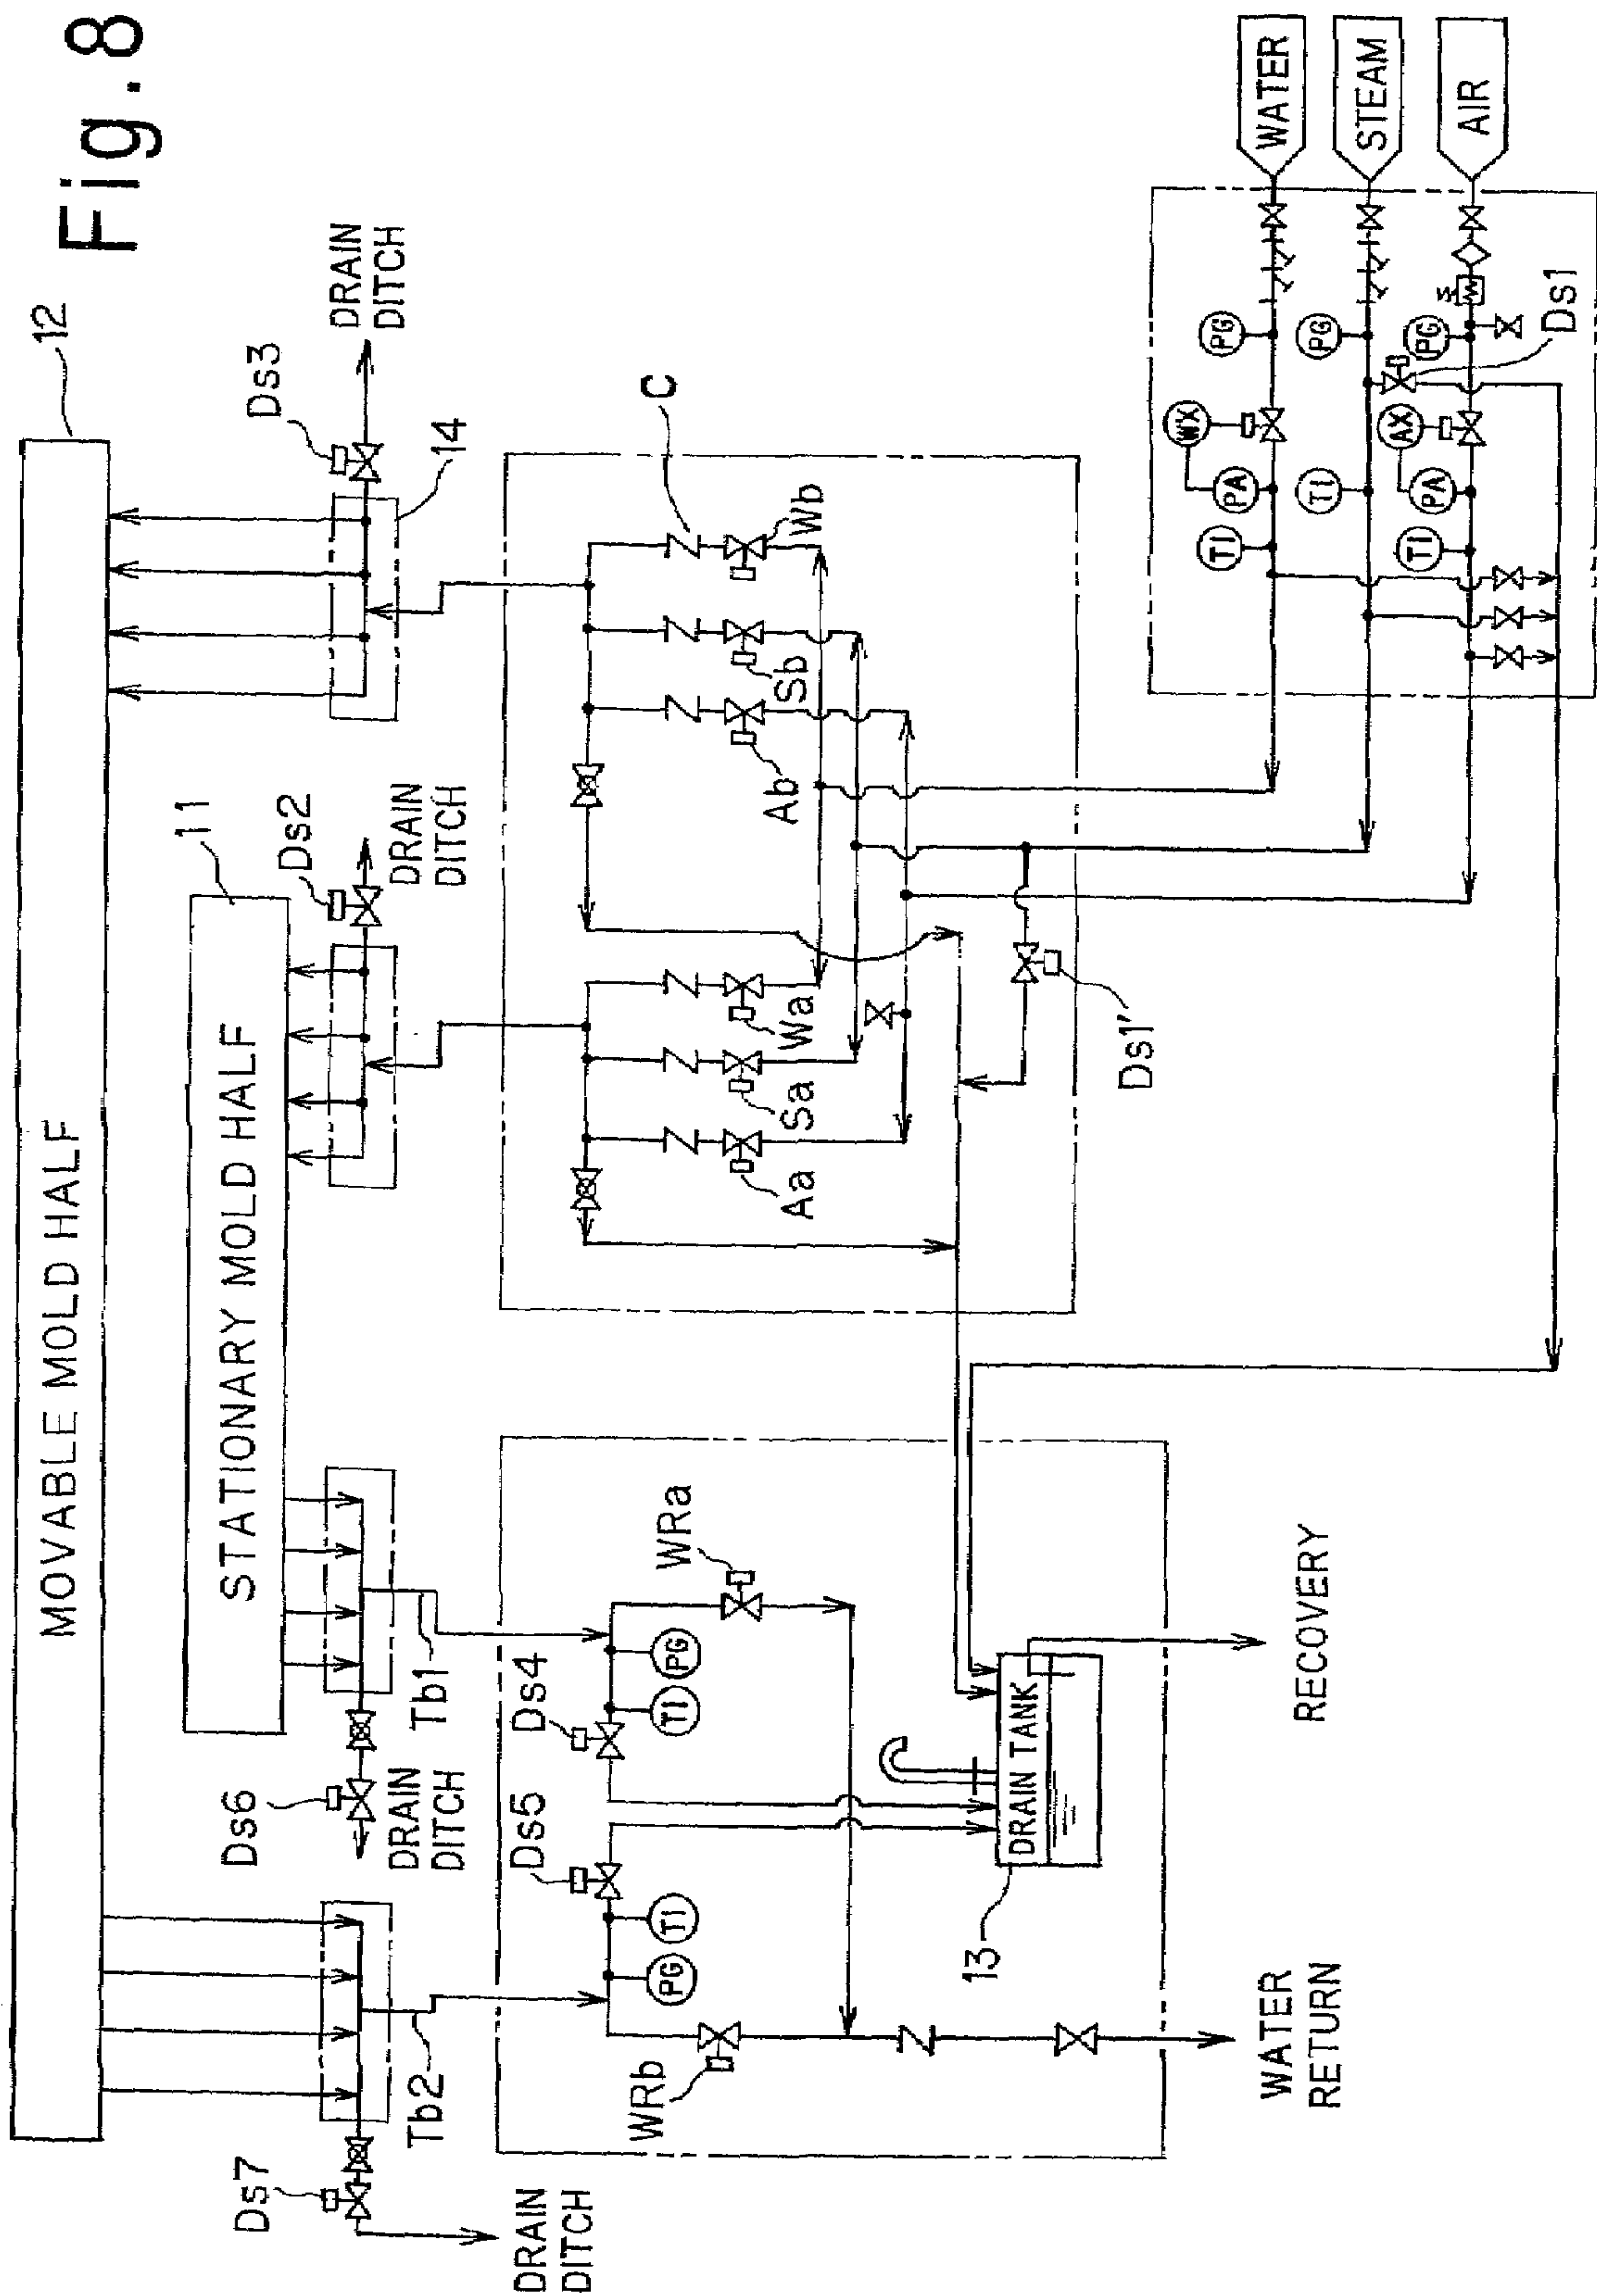 Fig.8
MOVABLE MOLD HALF
12
STATIONARY MOLD HALF
11
Ds7
DRAIN
DITCH
Tb2
Ds6
DRAIN
DITCH
Tb1
Ds2
DRAIN
DITCH
Ds3
DRAIN
DITCH
14
WRb
PG
TI
Ds5
Ds4
TI
PG
WRa
13
DRAIN TANK
WATER
RETURN
RECOVERY
Aa
Sa
Wa
Ab
Sb
Wb
C
Ds1'
TI
PA
WX
PG
WATER
TI
PG
STEAM
TI
PA
AX
PG
AIR
Ds1